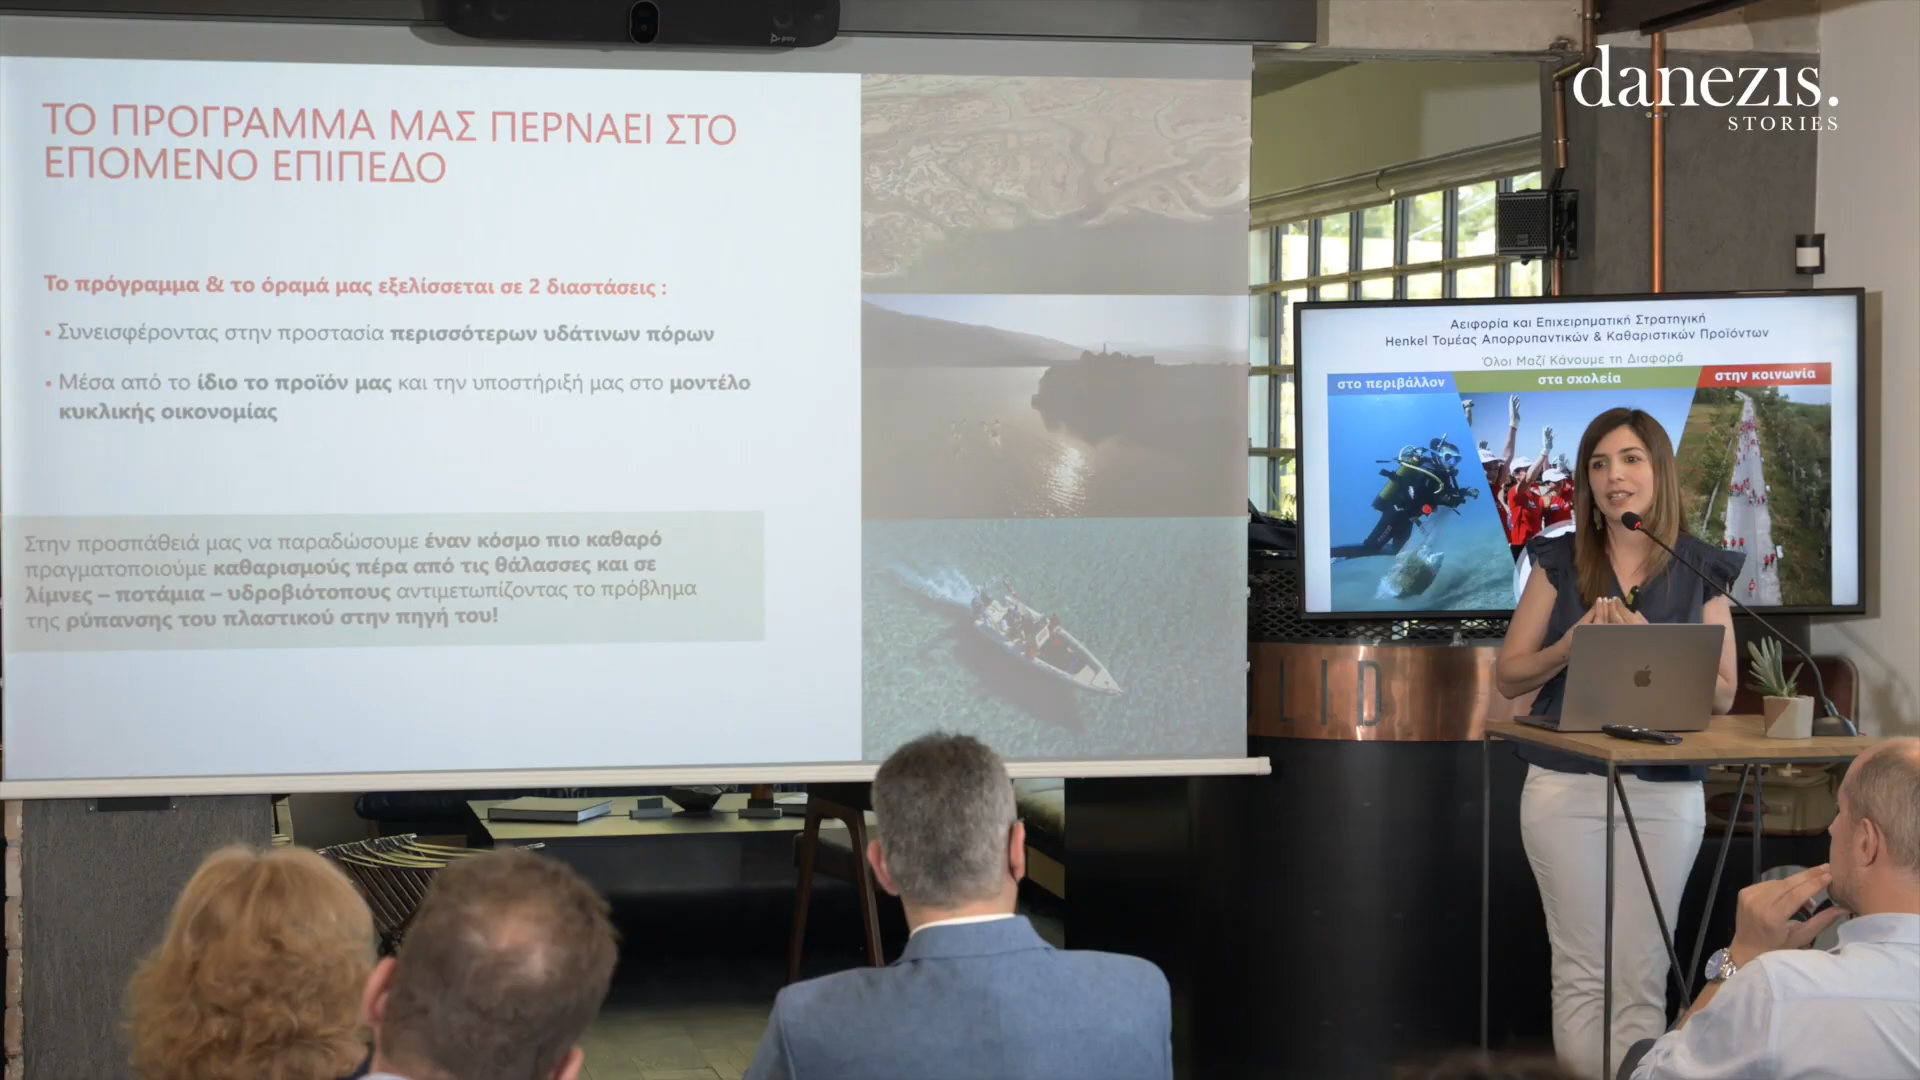 poly
danezis.
STORIES
ΤΟ ΠΡΟΓΡΑΜΜΑ ΜΑΣ ΠΕΡΝΑΕΙ ΣΤΟ
ΕΠΟΜΕΝΟ ΕΠΙΠΕΔΟ
Το πρόγραμμα & το όραμά μας εξελίσσεται σε 2 διαστάσεις :
• Συνεισφέροντας στην προστασία περισσότερων υδάτινων πόρων
• Μέσα από το ίδιο το προϊόν μας και την υποστήριξή μας στο μοντέλο
κυκλικής οικονομίας
Στην προσπάθειά μας να παραδώσουμε έναν κόσμο πιο καθαρό
πραγματοποιούμε καθαρισμούς πέρα από τις θάλασσες και σε
λίμνες – ποτάμια – υδροβιότοπους αντιμετωπίζοντας το πρόβλημα
της ρύπανσης του πλαστικού στην πηγή του!
Αειφορία και Επιχειρηματική Στρατηγική
Henkel Τομέας Απορρυπαντικών & Καθαριστικών Προϊόντων
Όλοι Μαζί Κάνουμε τη Διαφορά
στο περιβάλλον
στα σχολεία
στην κοινωνία
LID